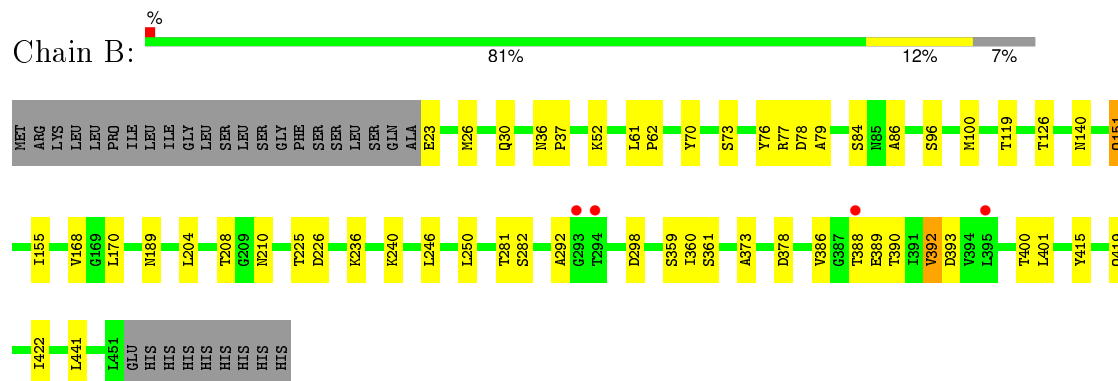 %
Chain B:
81% 12% 7%
MET ARG LYS LEU LEU PRO ILE LEU ILE GLY LEU SER LEU SER GLY PHE SER SER LEU SER GLN ALA E23 M26 Q30 N36 P37 K52 L61 P62 Y70 S73 Y76 R77 D78 A79 S84 N85 A86 S96 M100 T119 T126 N140
I155 V168 G169 L170 N189 L204 T208 G209 N210 T225 D226 K236 K240 L246 L250 T281 S282 A292 G293 T294 D298 S359 I360 S361 A373 D378 V386 G387 T388 E389 T390 I391 V392 D393 V394 L395 T400 L401 Y415
I422 L441 L451 GLU HIS HIS HIS HIS HIS HIS HIS HIS